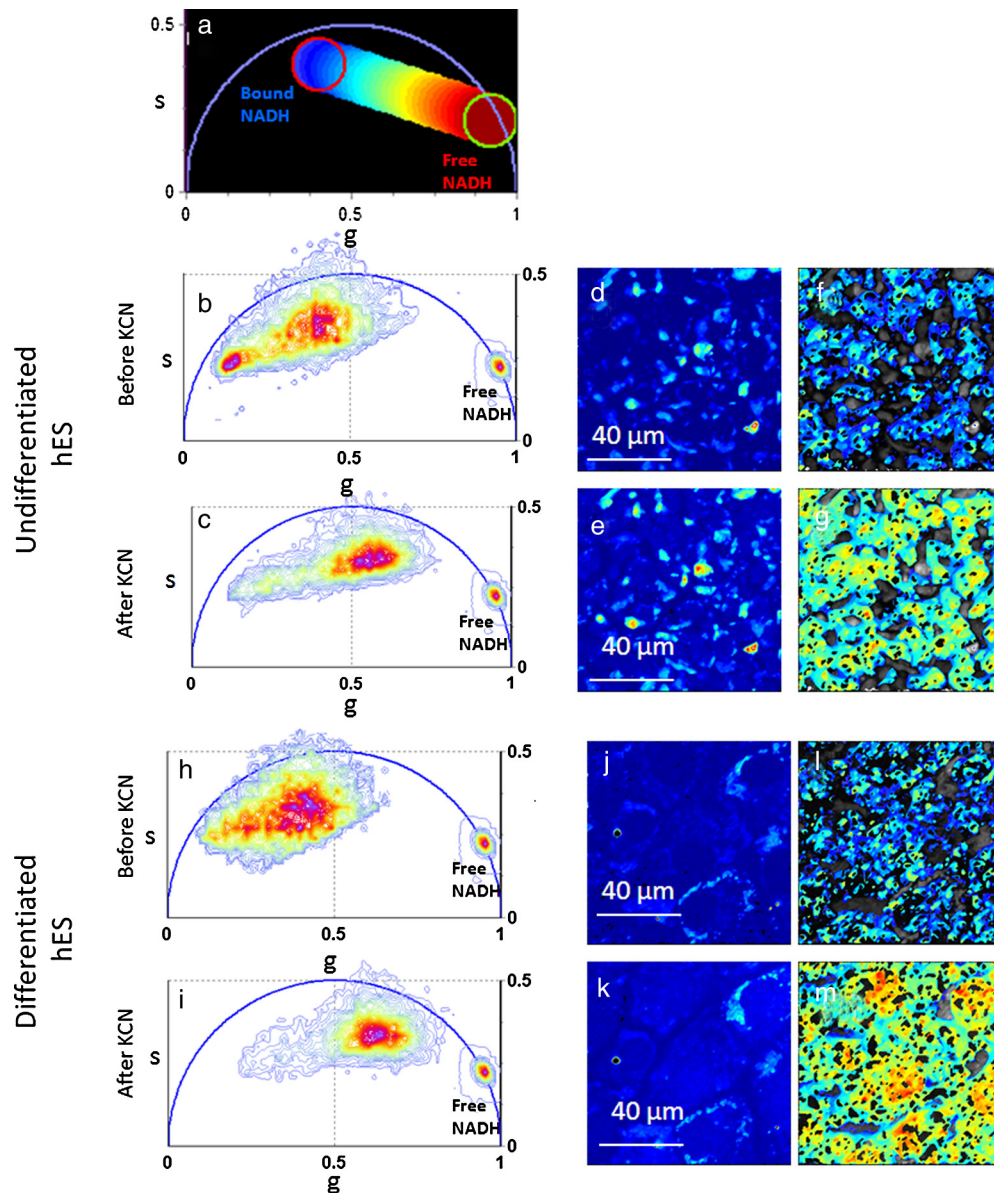 a
0.5
s
0
Bound
NADH
Free
NADH
0 0.5 1
g
Undifferentiated
hES
Before KCN
b
s
0.5
0
Free
NADH
0 0.5 1
g
d
40 µm
f
After KCN
c
s
0.5
0
Free
NADH
0 0.5 1
g
e
40 µm
g
Differentiated
hES
Before KCN
h
s
0.5
0
Free
NADH
0 0.5 1
g
j
40 µm
l
After KCN
i
s
0.5
0
Free
NADH
0 0.5 1
g
k
40 µm
m